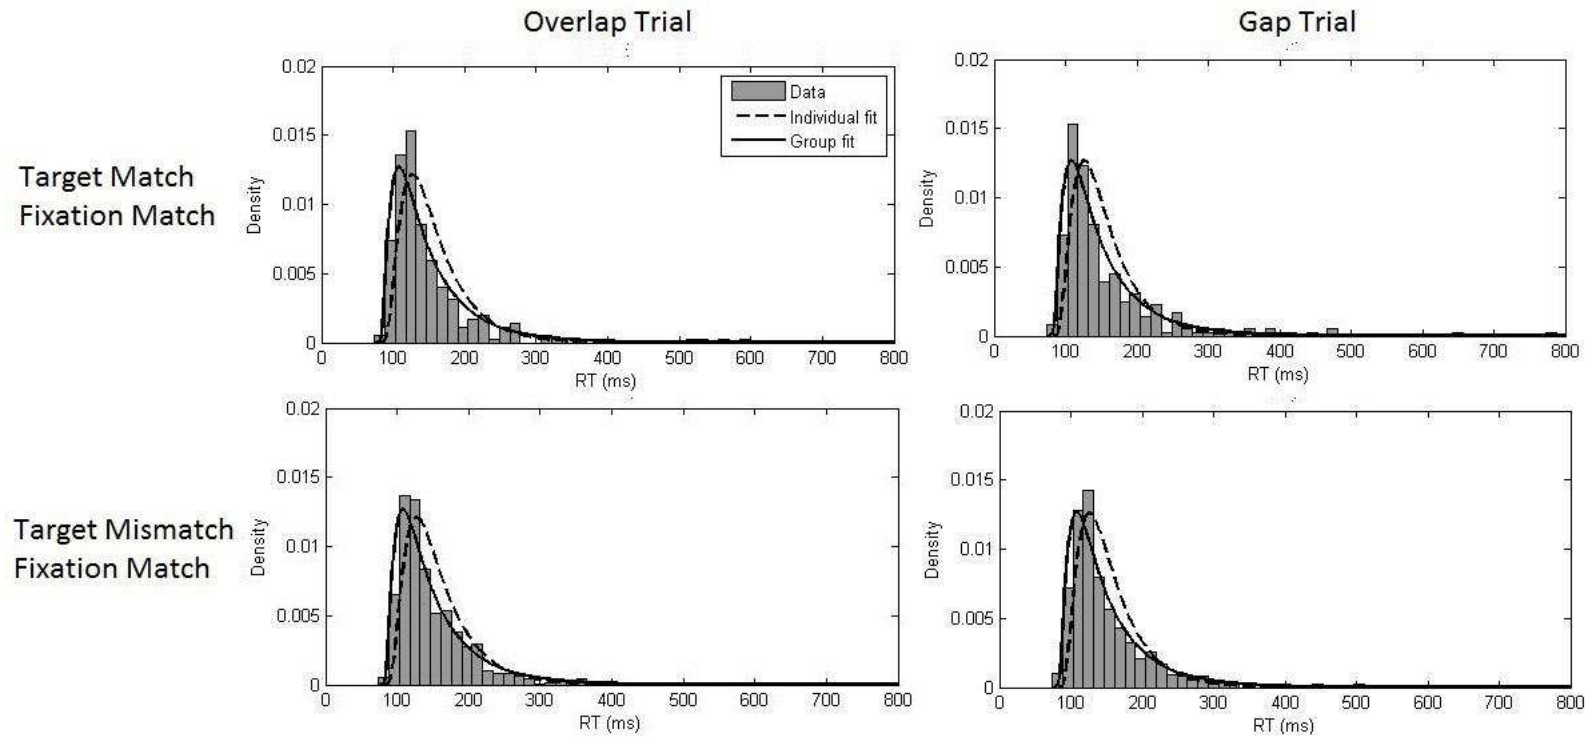 Overlap Trial
Gap Trial
Target Match
Fixation Match
0.02
0.015
0.01
0.005
0
Density
0 100 200 300 400 500 600 700 800
RT (ms)
Data
Individual fit
Group fit
0.02
0.015
0.01
0.005
0
Density
0 100 200 300 400 500 600 700 800
RT (ms)
Target Mismatch
Fixation Match
0.02
0.015
0.01
0.005
0
Density
0 100 200 300 400 500 600 700 800
RT (ms)
0.02
0.015
0.01
0.005
0
Density
0 100 200 300 400 500 600 700 800
RT (ms)